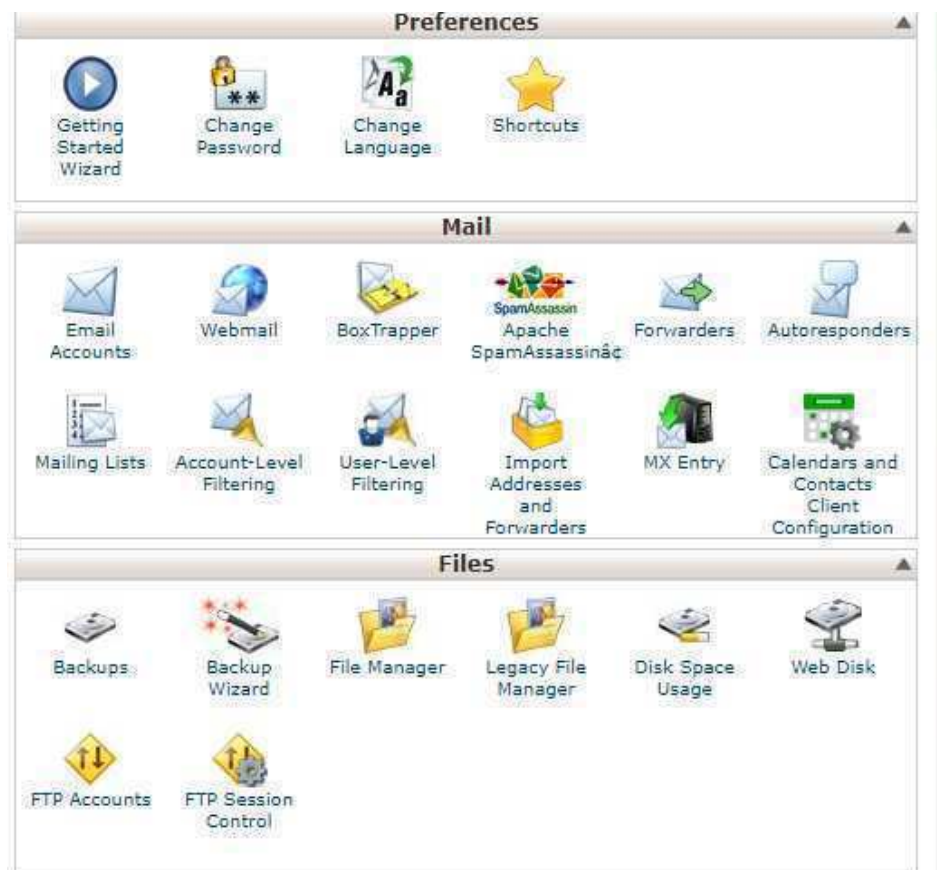 Preferences
Getting
Started
Wizard
Change
Password
Change
Language
Shortcuts
Mail
Email
Accounts
Webmail
BoxTrapper
SpamAssassin
Apache
SpamAssassinâ¢
Forwarders
Autoresponders
Mailing Lists
Account-Level
Filtering
User-Level
Filtering
Import
Addresses
and
Forwarders
MX Entry
Calendars and
Contacts
Client
Configuration
Files
Backups
Backup
Wizard
File Manager
Legacy File
Manager
Disk Space
Usage
Web Disk
FTP Accounts
FTP Session
Control